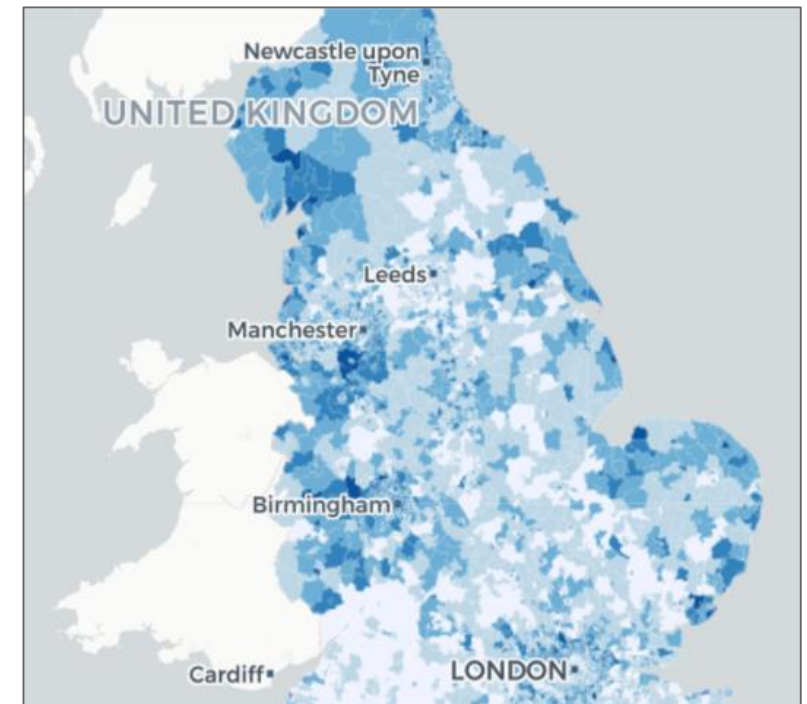 Newcastle upon
Tyne
UNITED KINGDOM
Leeds
Manchester
Birmingham
Cardiff
LONDON